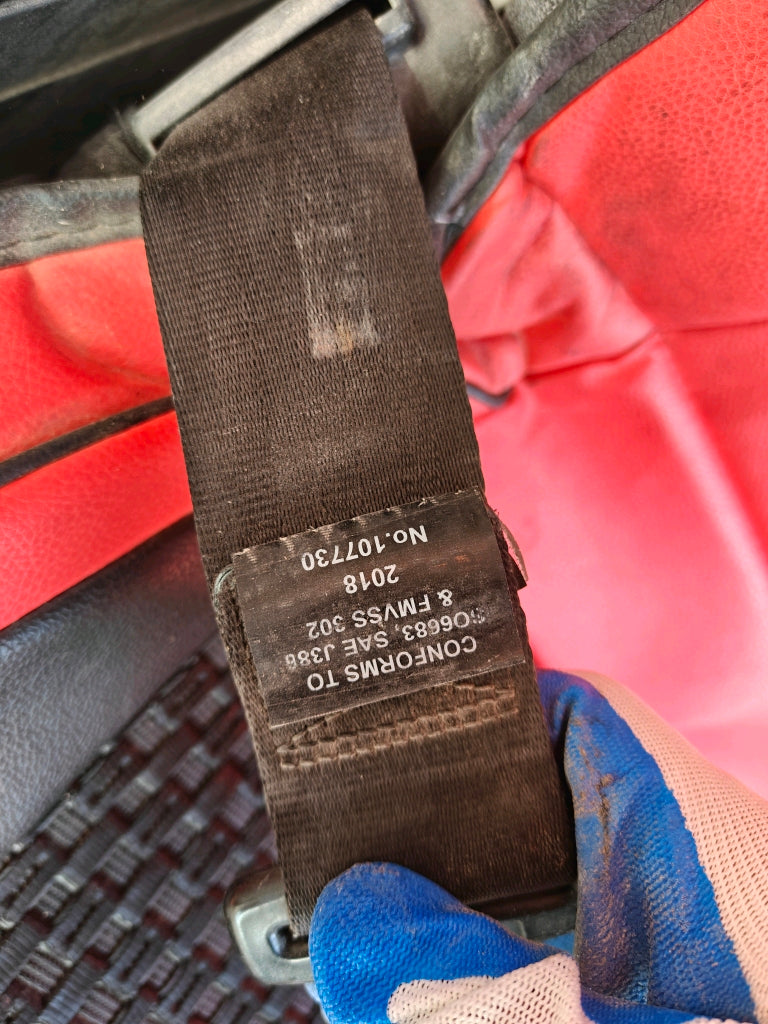 CONFORMS TO
SO6683, SAE J386
& FMVSS 302
2018
No.107730